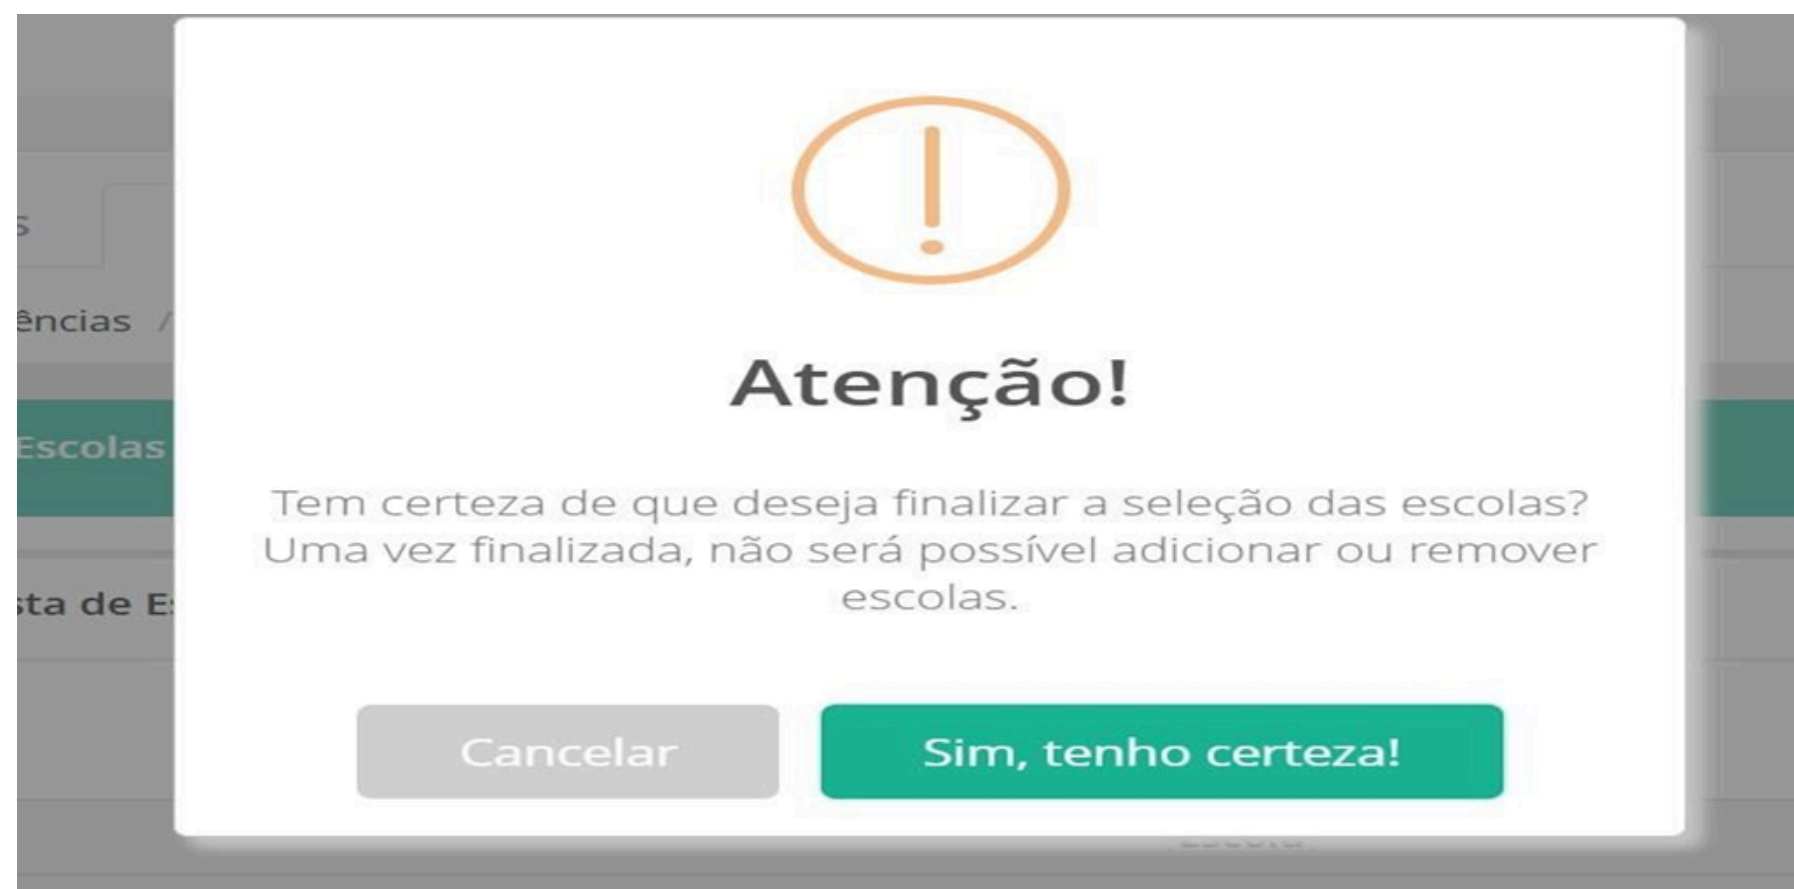 s
ências /
Escolas
sta de Es
Atenção!
Tem certeza de que deseja finalizar a seleção das escolas?
Uma vez finalizada, não será possível adicionar ou remover
escolas.
Cancelar
Sim, tenho certeza!